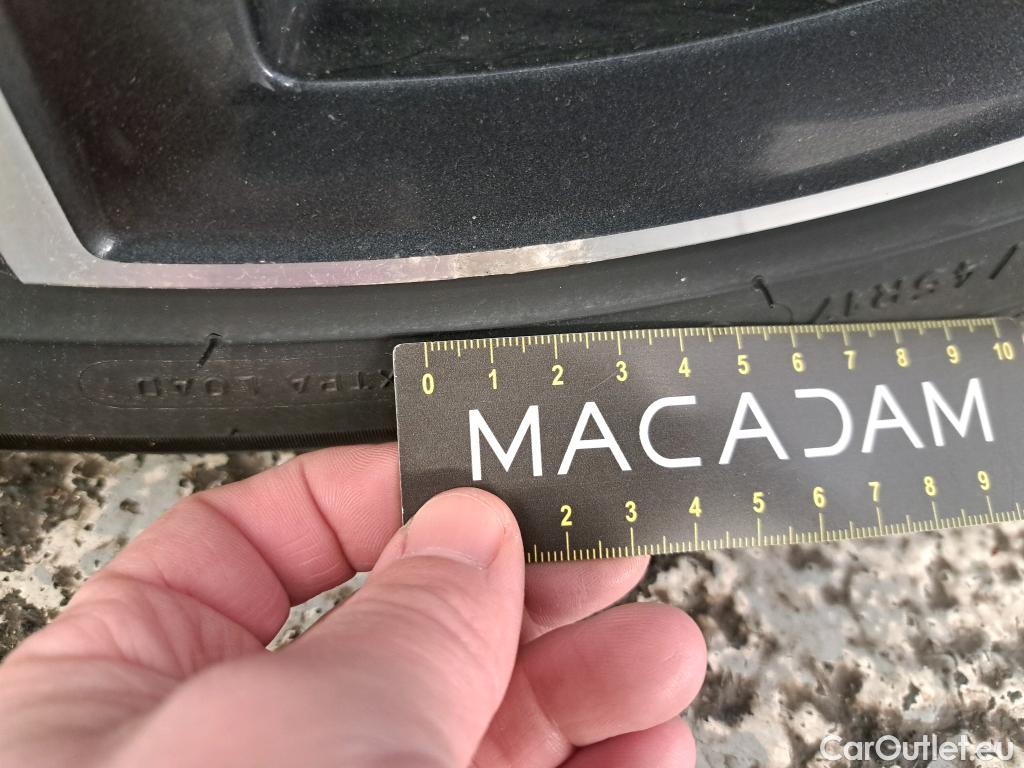 /45R17
EXTRA LOAD
0 1 2 3 4 5 6 7 8 9 10
MACADAM
2 3 4 5 6 7 8 9
CarOutlet.eu